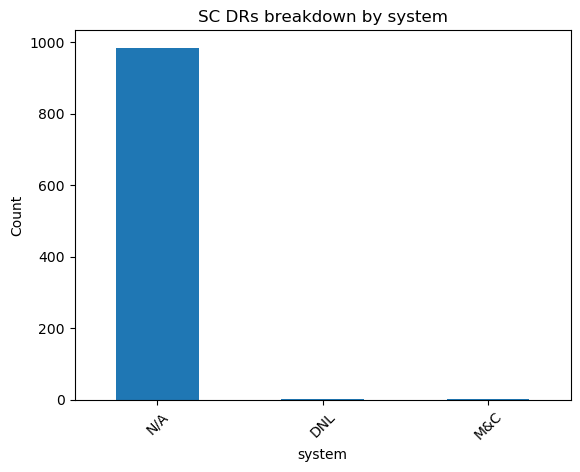 SC DRs breakdown by system
1000
800
600
400
200
0
Count
N/A
DNL
M&C
system